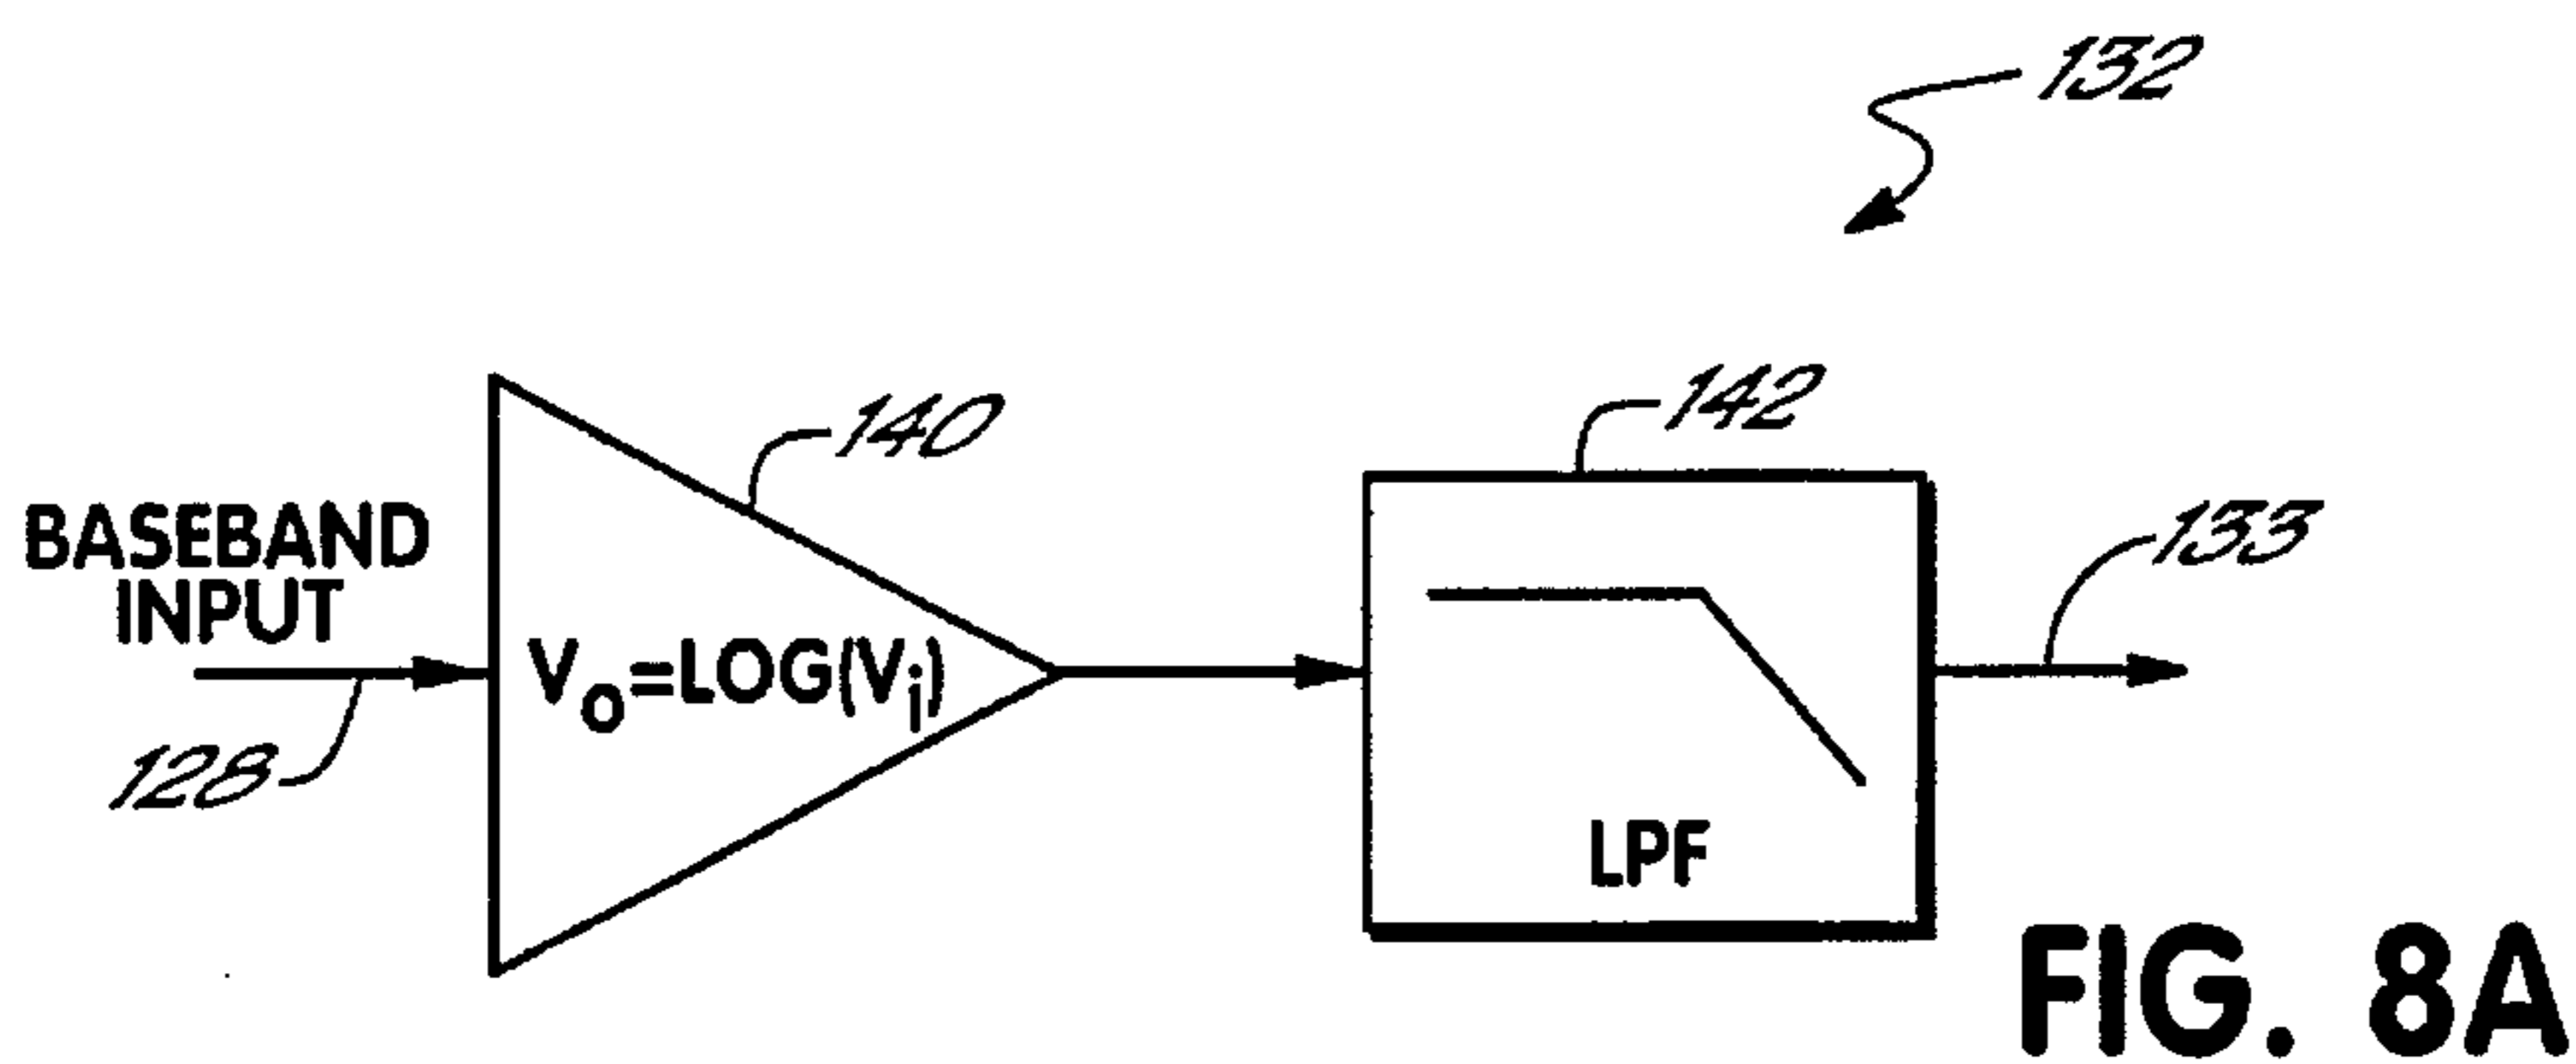 132
140
142
BASEBAND
INPUT
133
Vo=LOG(Vi)
128
LPF
FIG. 8A